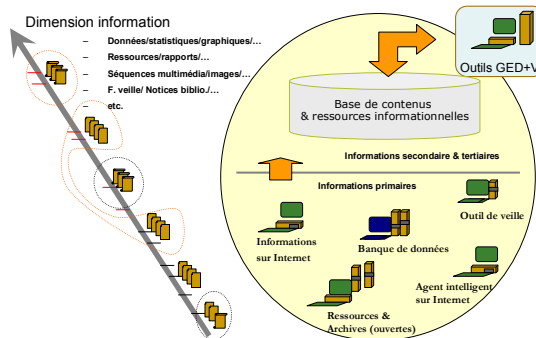 Dimension information
– Données/statistiques/graphiques/…
– Ressources/rapports/…
– Séquences multimédia/images/…
– F. veille/ Notices biblio./…
– etc.
Outils GED+V
Base de contenus
& ressources informationnelles
Informations secondaire & tertiaires
Informations primaires
Outil de veille
Informations
sur Internet
Banque de données
Agent intelligent
sur Internet
Ressources &
Archives (ouvertes)